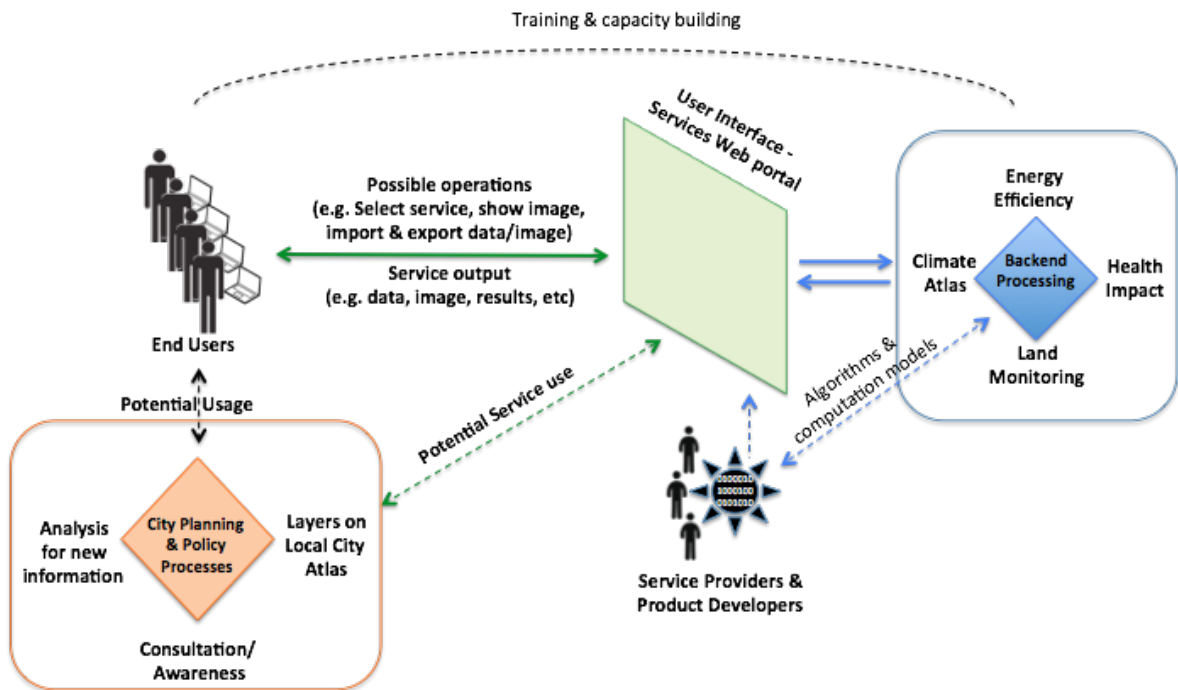 Training & capacity building
User Interface -
Services Web portal
Possible operations
(e.g. Select service, show image,
import & export data/image)
Service output
(e.g. data, image, results, etc)
End Users
Energy
Efficiency
Climate
Atlas
Backend
Processing
Health
Impact
Land
Monitoring
Algorithms &
computation models
Potential Usage
Potential Service use
0100010
1000100
0101010
Service Providers &
Product Developers
City Planning
& Policy
Processes
Analysis
for new
information
Layers on
Local City
Atlas
Consultation/
Awareness